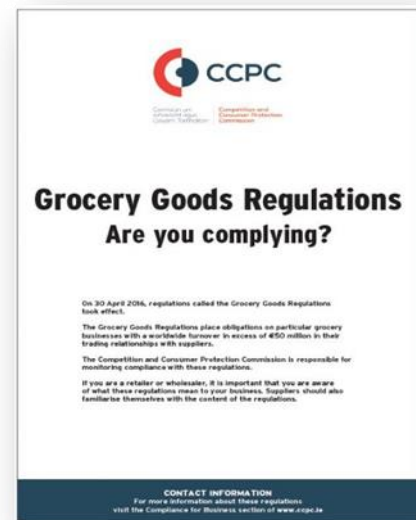 CCPC
Competition and
Consumer Protection
Commission
Grocery Goods Regulations
Are you complying?
On 30 April 2016, regulations called the Grocery Goods Regulations
took effect.
The Grocery Goods Regulations place obligations on particular grocery
businesses with a worldwide turnover in excess of €50 million in their
trading relationships with suppliers.
The Competition and Consumer Protection Commission is responsible for
monitoring compliance with these regulations.
If you are a retailer or wholesaler, it is important that you are aware
of what these regulations mean to your business. Suppliers should also
familiarise themselves with the content of the regulations.
CONTACT INFORMATION
For more information about these regulations
visit the Compliance for Business section of www.ccpc.ie